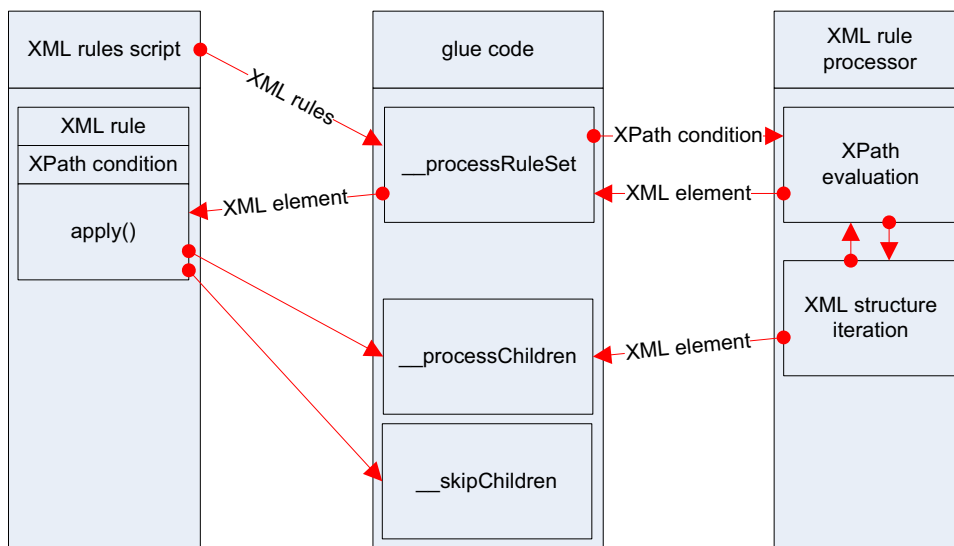 XML rules script
glue code
XML rule
processor
XML rules
XML rule
XPath condition
apply()
XML element
__processRuleSet
XPath condition
XML element
XPath
evaluation
__processChildren
XML element
XML structure
iteration
__skipChildren